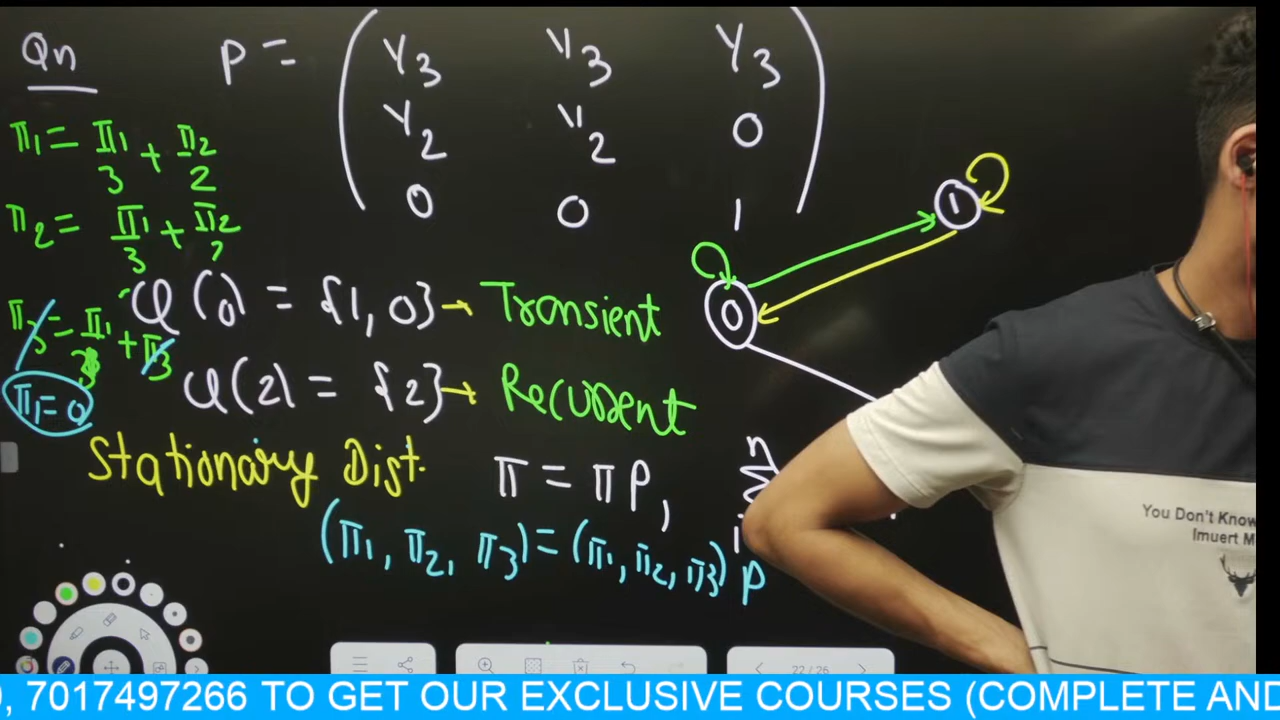 Qn
P = ( 1/3 1/3 1/3
1/2 1/2 0
0 0 1 )
π1 = π1/3 + π2/2
π2 = π1/3 + π2/2
π3 = π1/3 + π3
π1 = 0
φ(0) = {1, 0} → Transient
φ(2) = {2} → Recurrent
1
0
Stationary Dist.
π = πP,
n
Σ
i
(π1, π2, π3) = (π1, π2, π3) P
You Don't Know
22 / 26
, 7017497266 TO GET OUR EXCLUSIVE COURSES (COMPLETE AND